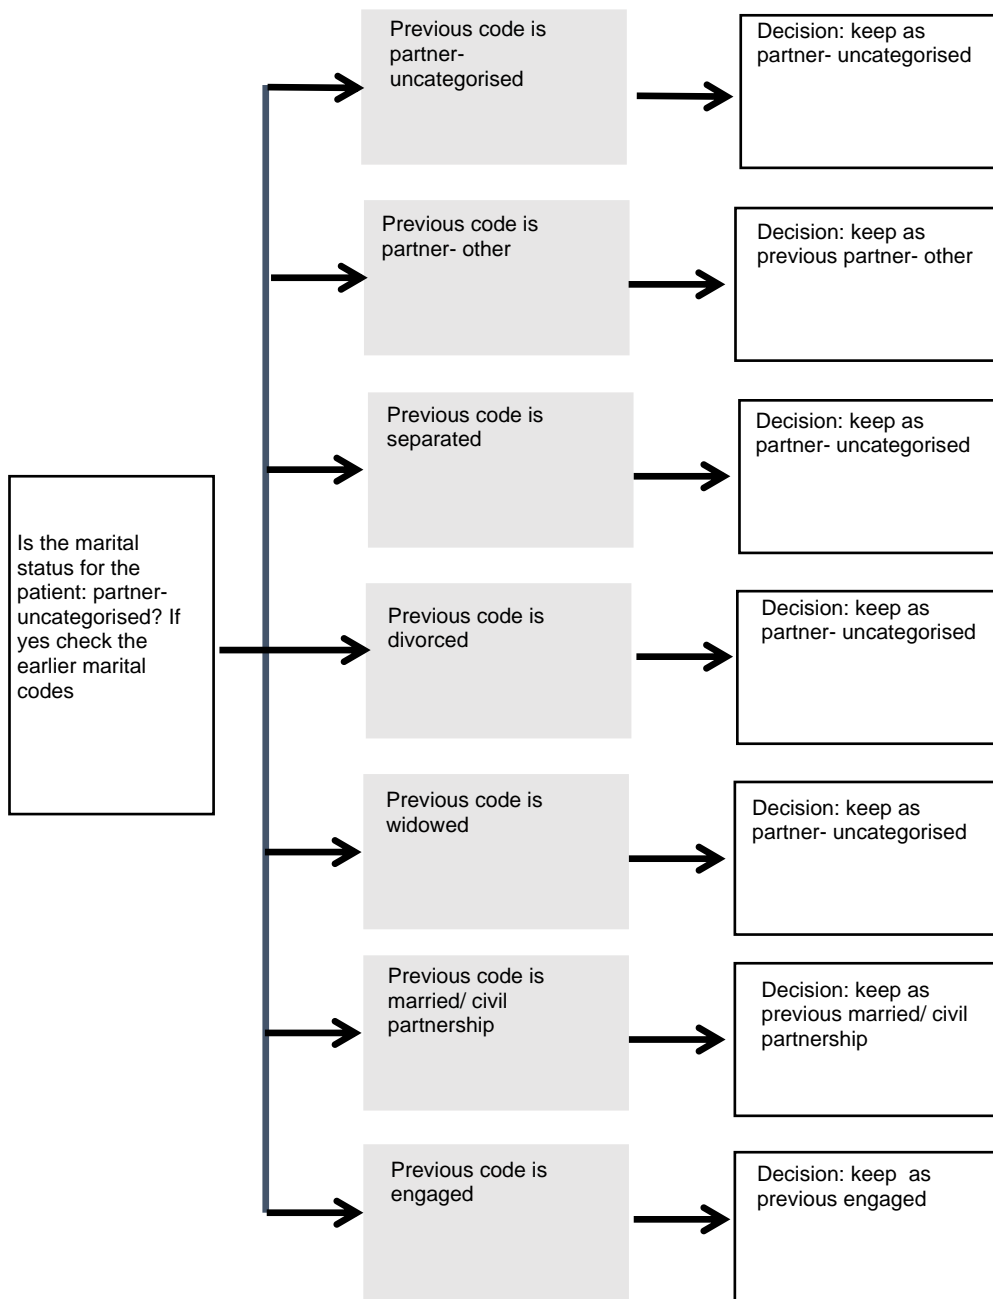 Is the marital
status for the
patient: partner-
uncategorised? If
yes check the
earlier marital
codes
Previous code is
partner-
uncategorised
Decision: keep as
partner- uncategorised
Previous code is
partner- other
Decision: keep as
previous partner- other
Previous code is
separated
Decision: keep as
partner- uncategorised
Previous code is
divorced
Decision: keep as
partner- uncategorised
Previous code is
widowed
Decision: keep as
partner- uncategorised
Previous code is
married/ civil
partnership
Decision: keep as
previous married/ civil
partnership
Previous code is
engaged
Decision: keep  as
previous engaged